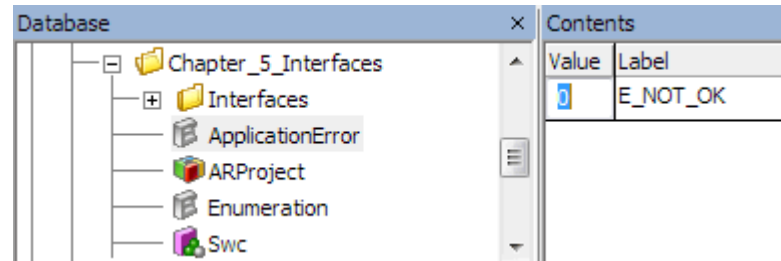 Database × Contents
Chapter_5_Interfaces Value Label
Interfaces 0 E_NOT_OK
ApplicationError
ARProject
Enumeration
Swc